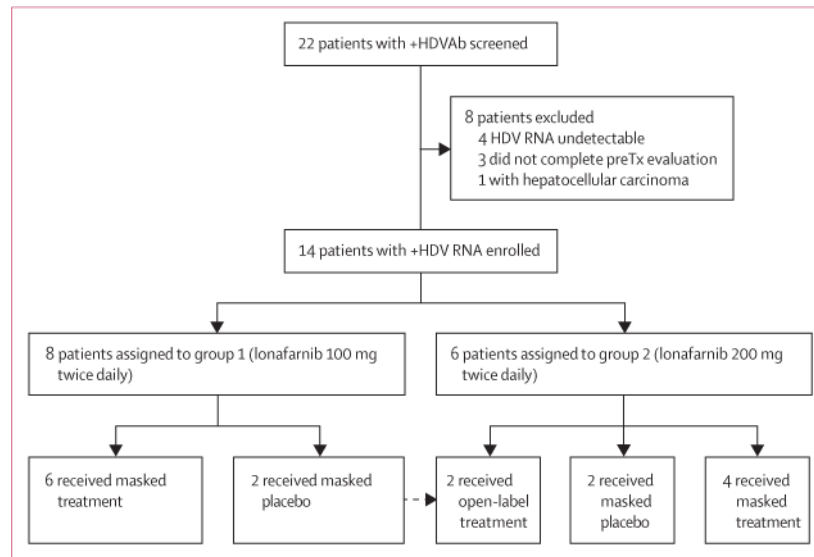 22 patients with +HDVAb screened
8 patients excluded
4 HDV RNA undetectable
3 did not complete preTx evaluation
1 with hepatocellular carcinoma
14 patients with +HDV RNA enrolled
8 patients assigned to group 1 (lonafarnib 100 mg
twice daily)
6 patients assigned to group 2 (lonafarnib 200 mg
twice daily)
6 received masked
treatment
2 received masked
placebo
2 received
open-label
treatment
2 received
masked
placebo
4 received
masked
treatment